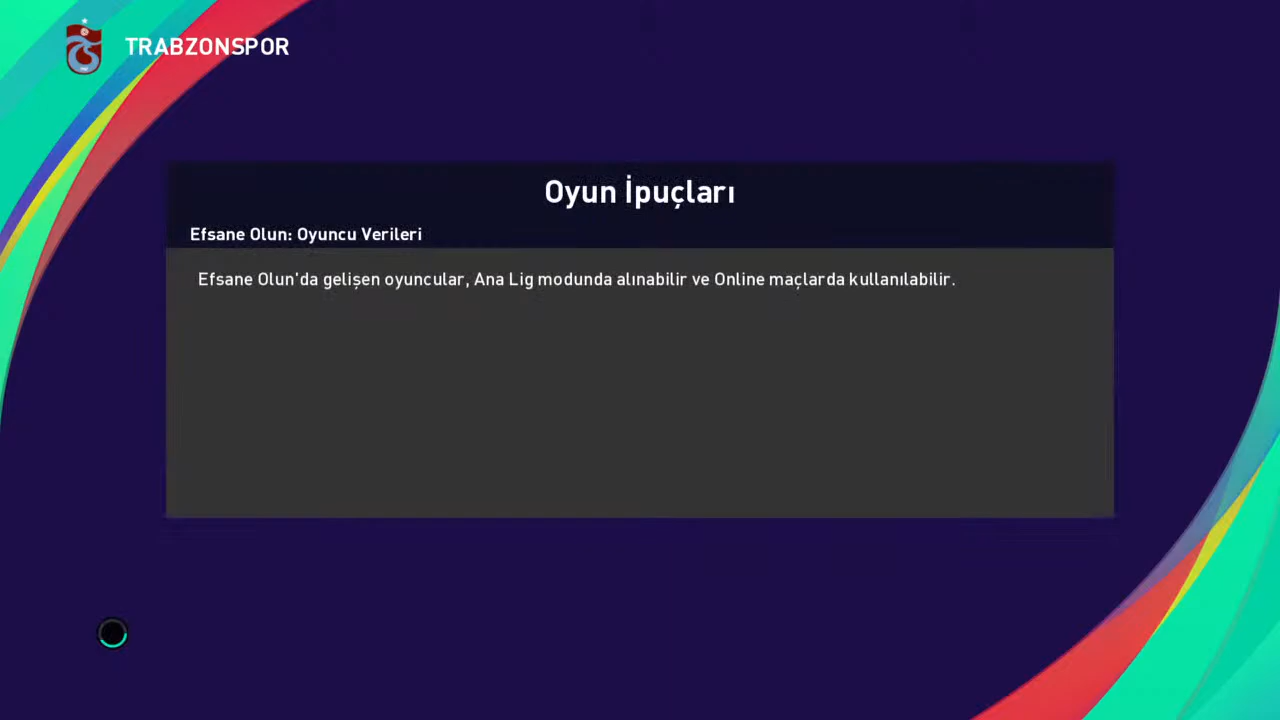 TRABZONSPOR
Oyun İpuçları
Efsane Olun: Oyuncu Verileri
Efsane Olun'da gelişen oyuncular, Ana Lig modunda alınabilir ve Online maçlarda kullanılabilir.